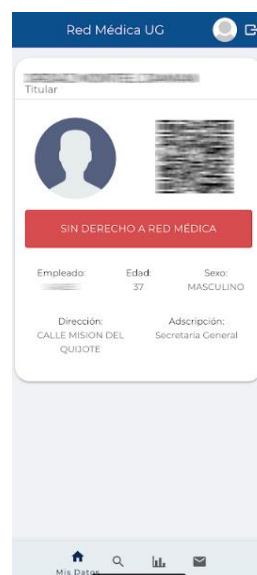 Red Médica UG
Titular
SIN DERECHO A RED MÉDICA
Empleado: Edad: Sexo:
37 MASCULINO
Dirección: Adscripción:
CALLE MISION DEL Secretaria General
QUIJOTE
Mis Datos